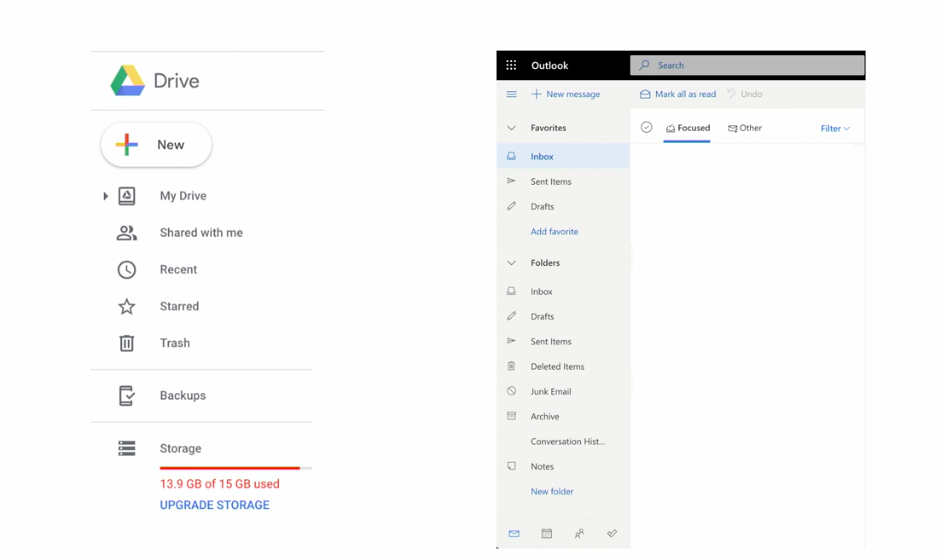 Drive
New
My Drive
Shared with me
Recent
Starred
Trash
Backups
Storage
13.9 GB of 15 GB used
UPGRADE STORAGE
Outlook
Search
New message
Mark all as read
Undo
Favorites
Focused
Other
Filter
Inbox
Sent Items
Drafts
Add favorite
Folders
Inbox
Drafts
Sent Items
Deleted Items
Junk Email
Archive
Conversation Hist...
Notes
New folder